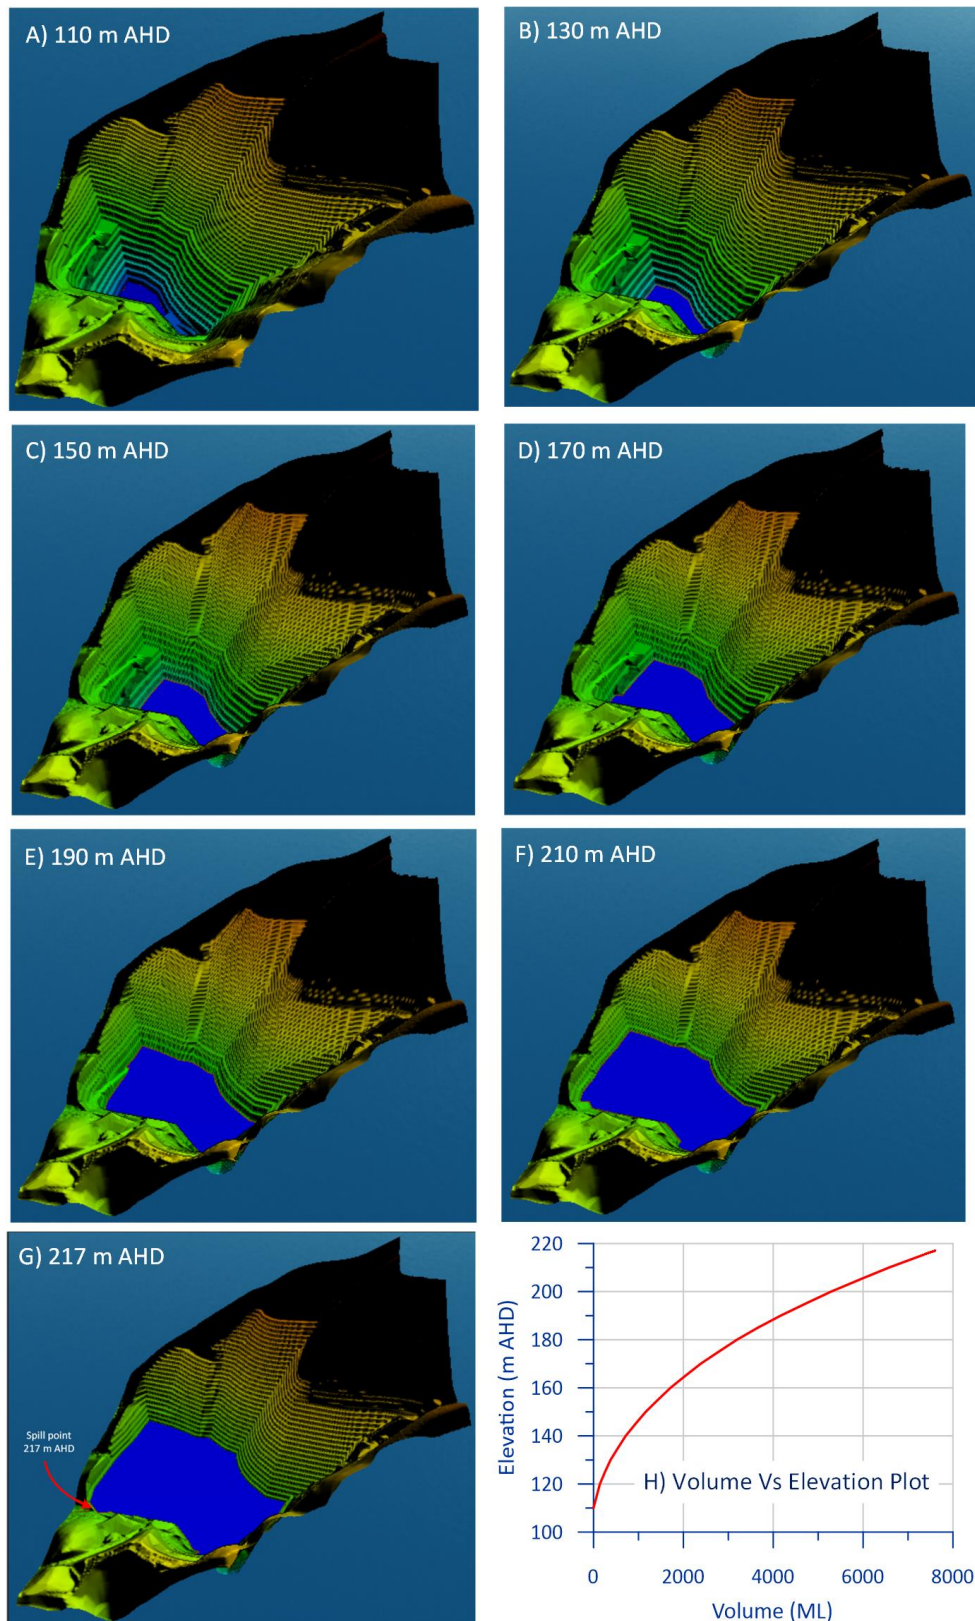 A) 110 m AHD
B) 130 m AHD
C) 150 m AHD
D) 170 m AHD
E) 190 m AHD
F) 210 m AHD
G) 217 m AHD
Spill point
217 m AHD
220
200
180
160
140
120
100
Elevation (m AHD)
H) Volume Vs Elevation Plot
0 2000 4000 6000 8000
Volume (ML)